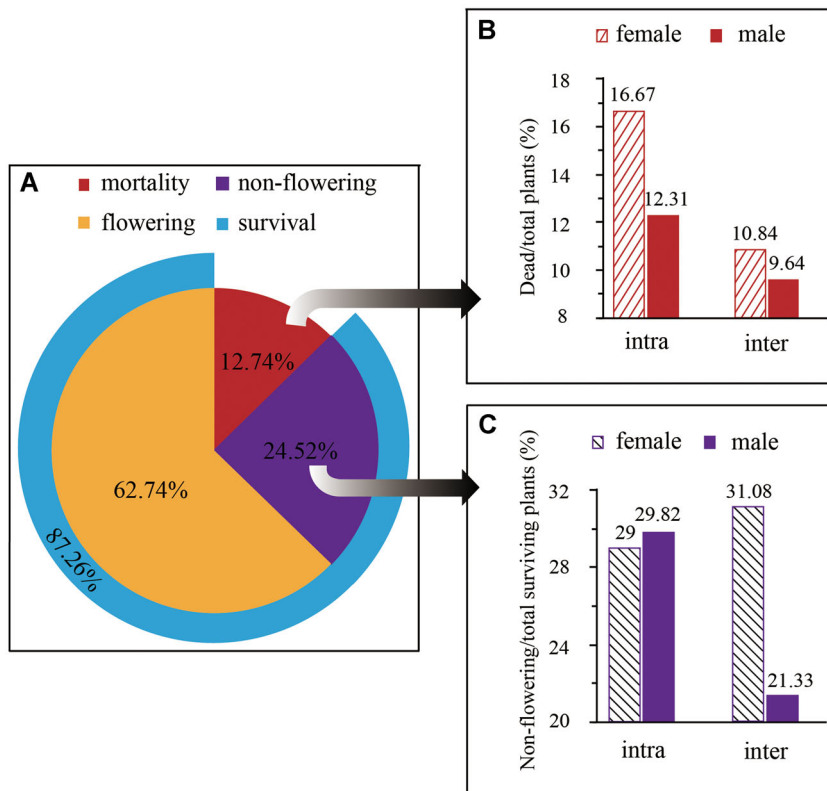 A
mortality non-flowering
flowering survival
12.74%
24.52%
62.74%
87.26%
B
female male
Dead/total plants (%)
18
16
14
12
10
8
16.67
12.31
10.84
9.64
intra inter
C
female male
Non-flowering/total surviving plants (%)
32
28
24
22
20
29
29.82
31.08
21.33
intra inter